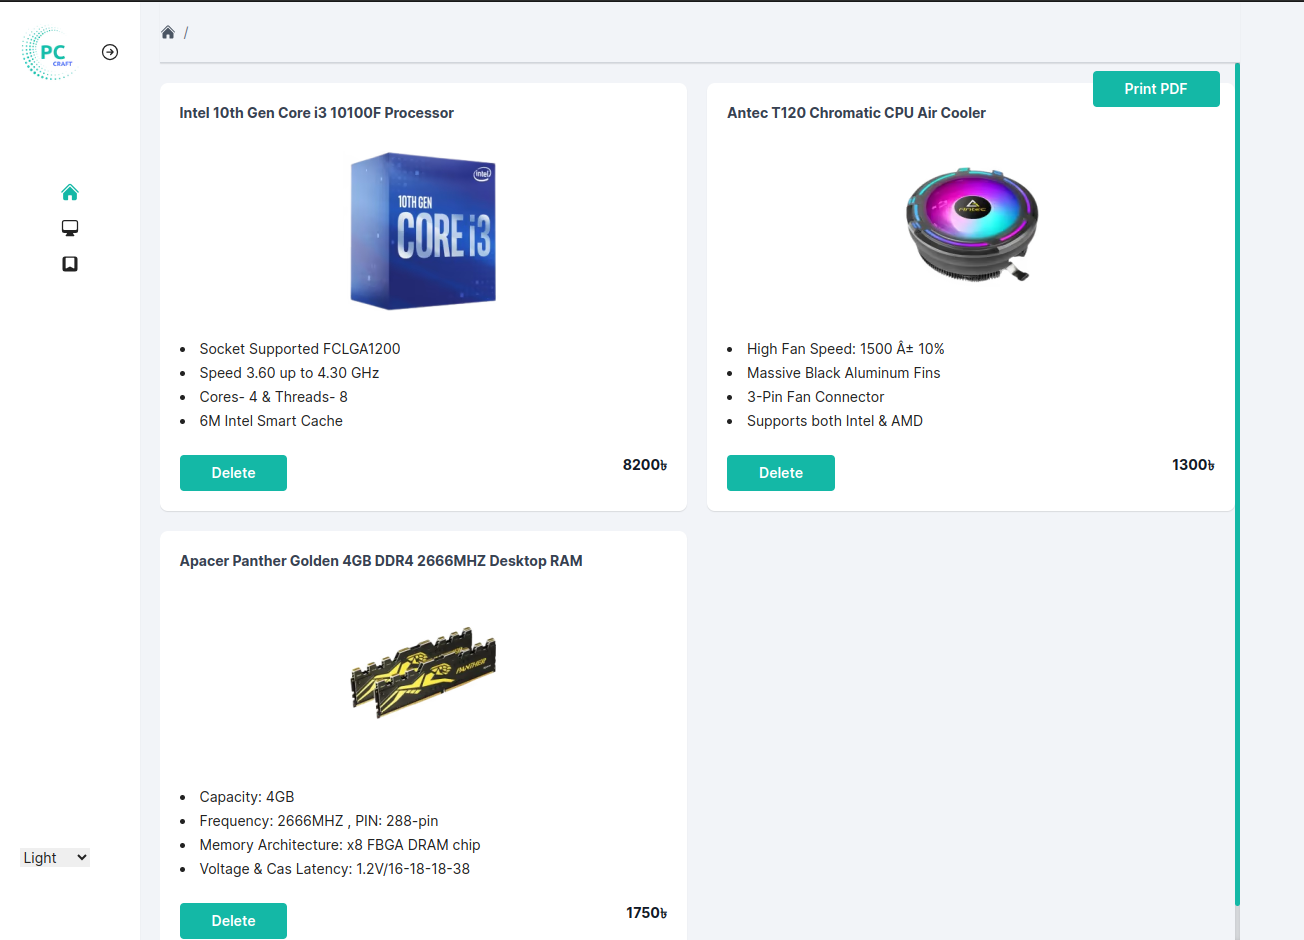 PC
CRAFT
/
Print PDF
Intel 10th Gen Core i3 10100F Processor
intel
10TH GEN
CORE i3
Socket Supported FCLGA1200
Speed 3.60 up to 4.30 GHz
Cores- 4 & Threads- 8
6M Intel Smart Cache
Delete
8200৳
Antec T120 Chromatic CPU Air Cooler
Antec
High Fan Speed: 1500 Â± 10%
Massive Black Aluminum Fins
3-Pin Fan Connector
Supports both Intel & AMD
Delete
1300৳
Apacer Panther Golden 4GB DDR4 2666MHZ Desktop RAM
PANTHER
Capacity: 4GB
Frequency: 2666MHZ , PIN: 288-pin
Memory Architecture: x8 FBGA DRAM chip
Voltage & Cas Latency: 1.2V/16-18-18-38
Delete
1750৳
Light